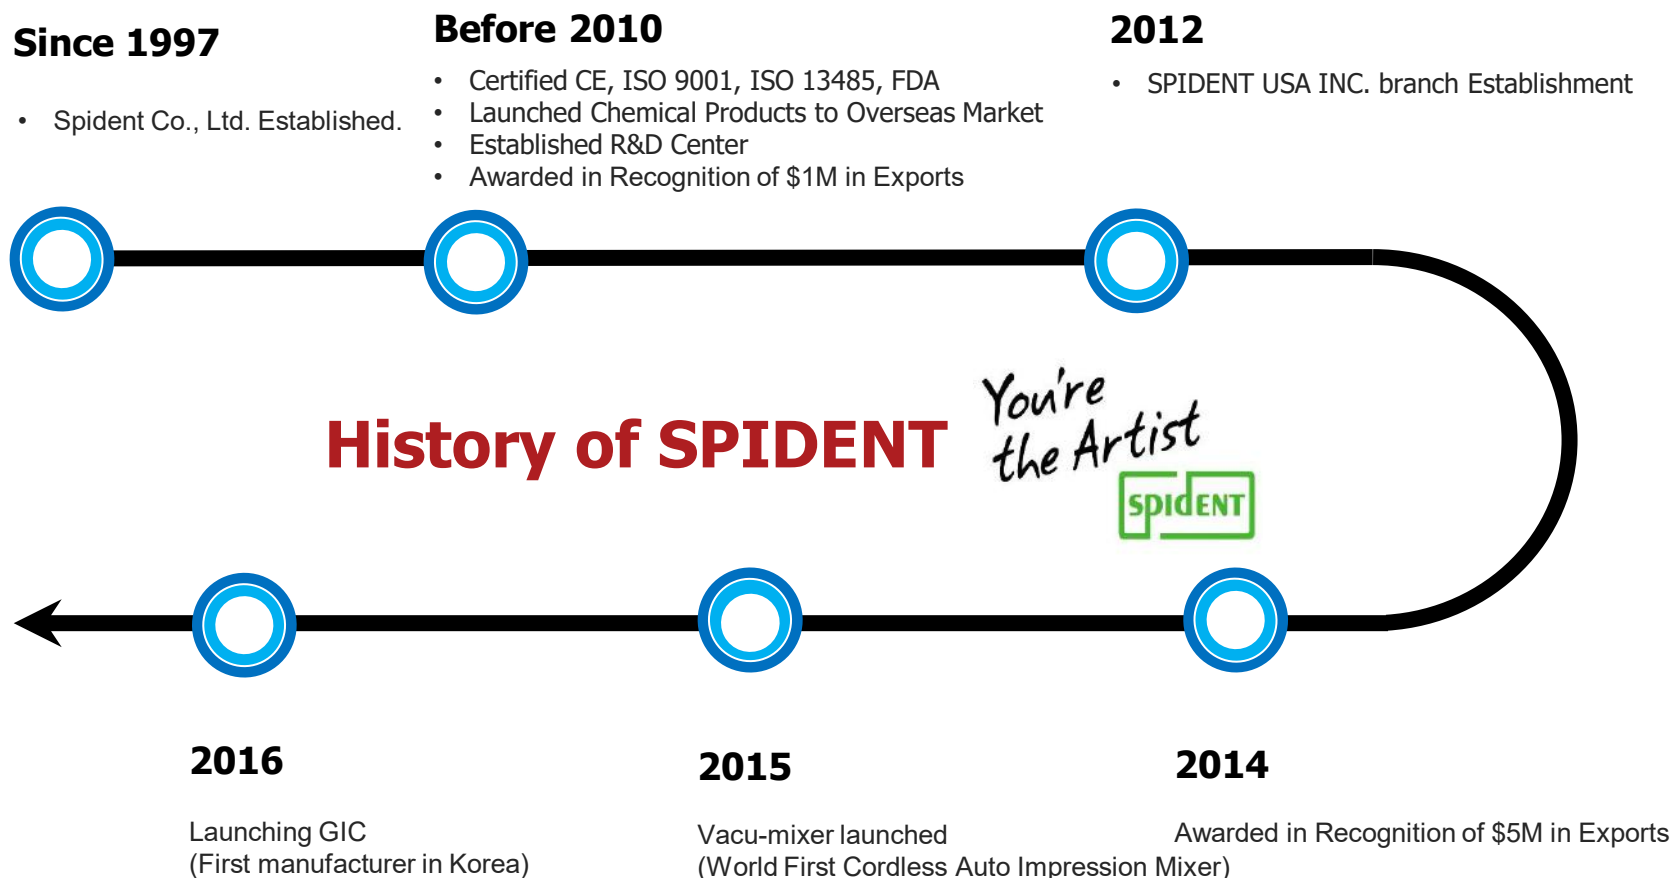 Since 1997
• Spident Co., Ltd. Established.
Before 2010
• Certified CE, ISO 9001, ISO 13485, FDA
• Launched Chemical Products to Overseas Market
• Established R&D Center
• Awarded in Recognition of $1M in Exports
2012
• SPIDENT USA INC. branch Establishment
History of SPIDENT
You're
the Artist
SPIDENT
2016
Launching GIC
(First manufacturer in Korea)
2015
Vacu-mixer launched
(World First Cordless Auto Impression Mixer)
2014
Awarded in Recognition of $5M in Exports